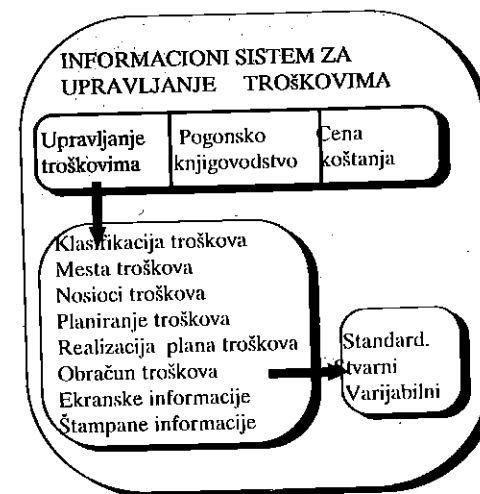 INFORMACIONI SISTEM ZA
UPRAVLJANJE TROŠKOVIMA
Upravljanje
troškovima
Pogonsko
knjigovodstvo
Cena
koštanja
Klasifikacija troškova
Mesta troškova
Nosioci troškova
Planiranje troškova
Realizacija plana troškova
Obračun troškova
Ekranske informacije
Štampane informacije
Standard.
Stvarni
Varijabilni